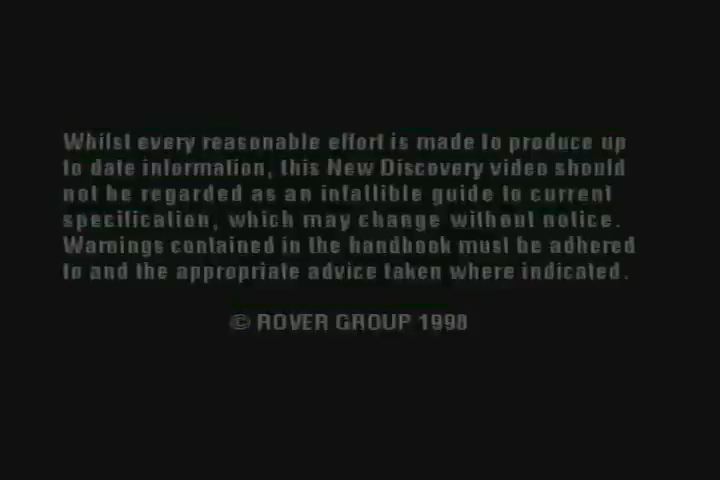 Whilst every reasonable effort is made to produce up
to date information, this New Discovery video should
not be regarded as an infallible guide to current
specification, which may change without notice.
Warnings contained in the handbook must be adhered
to and the appropriate advice taken where indicated.
© ROVER GROUP 1998